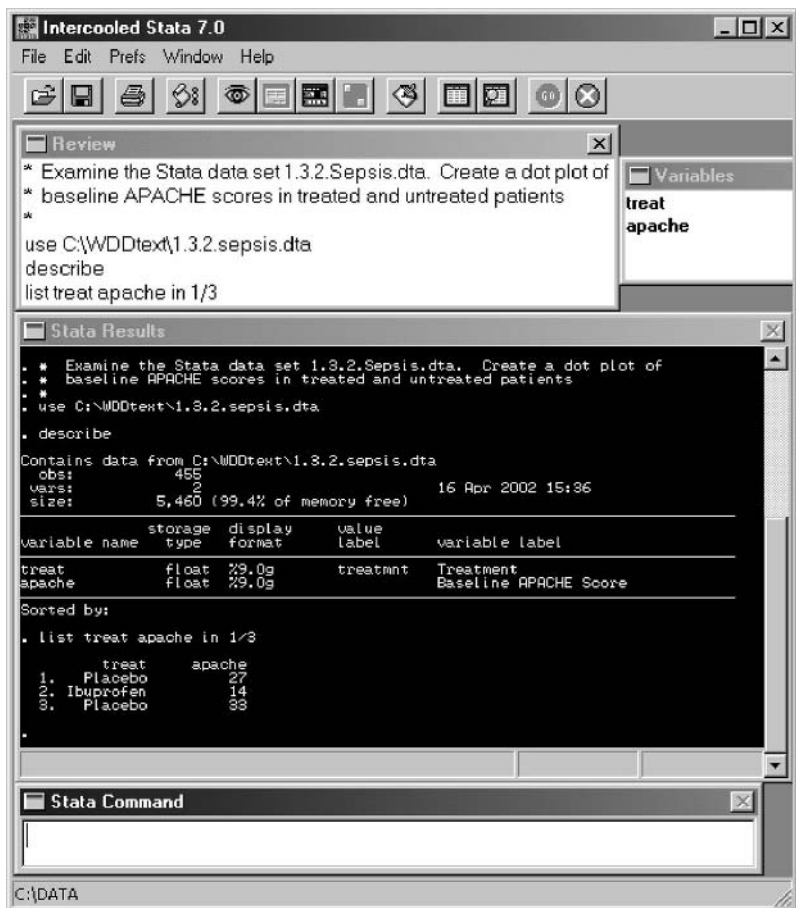 Intercooled Stata 7.0
File Edit Prefs Window Help
GO
Review
* Examine the Stata data set 1.3.2.Sepsis.dta. Create a dot plot of
* baseline APACHE scores in treated and untreated patients
*
use C:\WDDtext\1.3.2.sepsis.dta
describe
list treat apache in 1/3
Variables
treat
apache
Stata Results
. * Examine the Stata data set 1.3.2.Sepsis.dta. Create a dot plot of
. * baseline APACHE scores in treated and untreated patients
. *
. use C:\WDDtext\1.3.2.sepsis.dta
. describe
Contains data from C:\WDDtext\1.3.2.sepsis.dta
obs: 455
vars: 2 16 Apr 2002 15:36
size: 5,460 (99.4% of memory free)
storage display value
variable name type format label variable label
treat float %9.0g treatmnt Treatment
apache float %9.0g Baseline APACHE Score
Sorted by:
. list treat apache in 1/3
treat apache
1. Placebo 27
2. Ibuprofen 14
3. Placebo 33
.
Stata Command
C:\DATA